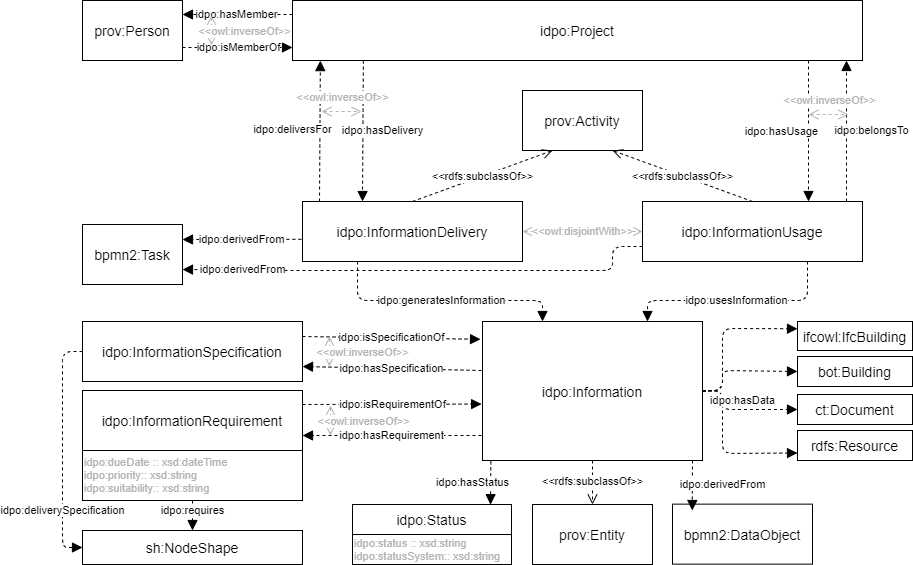 idpo:hasMember
prov:Person
<<owl:inverseOf>>
idpo:Project
idpo:isMemberOf
<<owl:inverseOf>>
<<owl:inverseOf>>
idpo:deliversFor
idpo:hasDelivery
prov:Activity
idpo:hasUsage
idpo:belongsTo
<<rdfs:subclassOf>>
<<rdfs:subclassOf>>
idpo:InformationDelivery
<<owl:disjointWith>>
idpo:InformationUsage
idpo:derivedFrom
bpmn2:Task
idpo:derivedFrom
idpo:generatesInformation
idpo:usesInformation
idpo:isSpecificationOf
ifcowl:IfcBuilding
idpo:InformationSpecification
<<owl:inverseOf>>
idpo:hasSpecification
bot:Building
idpo:Information
idpo:hasData
idpo:isRequirementOf
ct:Document
idpo:InformationRequirement
<<owl:inverseOf>>
idpo:hasRequirement
rdfs:Resource
idpo:dueDate :: xsd:dateTime
idpo:priority:: xsd:string
idpo:suitability:: xsd:string
idpo:hasStatus
<<rdfs:subclassOf>>
idpo:derivedFrom
idpo:deliverySpecification
idpo:requires
idpo:Status
prov:Entity
bpmn2:DataObject
idpo:status :: xsd:string
sh:NodeShape
idpo:statusSystem:: xsd:string